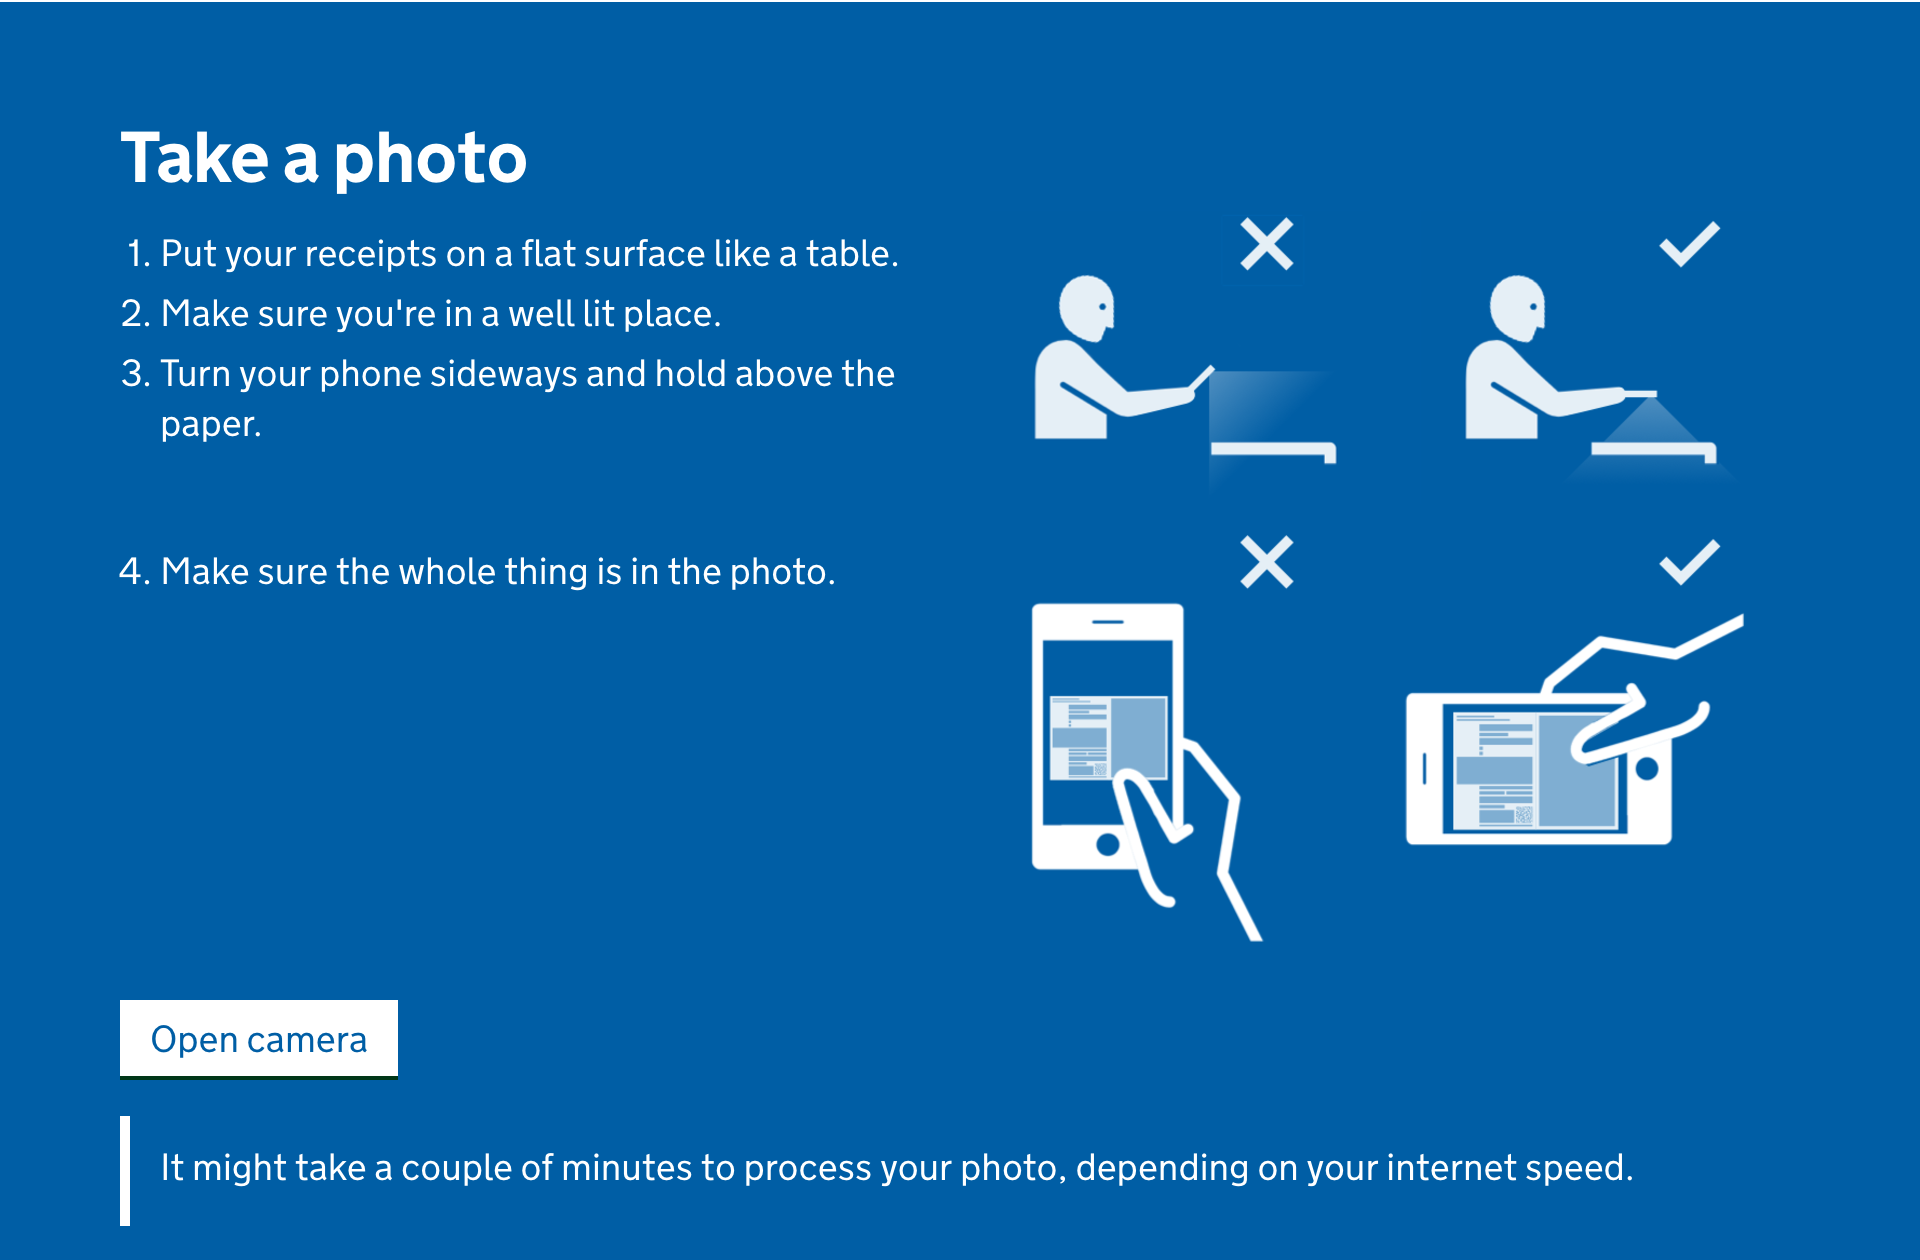 Take a photo
1. Put your receipts on a flat surface like a table.
2. Make sure you're in a well lit place.
3. Turn your phone sideways and hold above the
paper.
4. Make sure the whole thing is in the photo.
Open camera
It might take a couple of minutes to process your photo, depending on your internet speed.